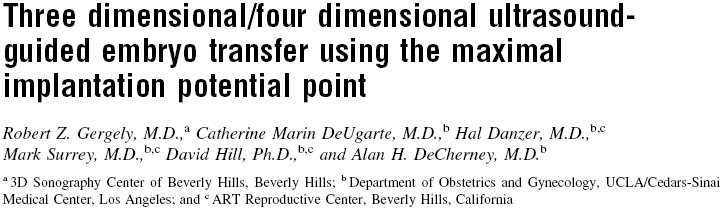 Three dimensional/four dimensional ultrasound-
guided embryo transfer using the maximal
implantation potential point
Robert Z. Gergely, M.D.,ᵃ Catherine Marin DeUgarte, M.D.,ᵇ Hal Danzer, M.D.,ᵇ,ᶜ
Mark Surrey, M.D.,ᵇ,ᶜ David Hill, Ph.D.,ᵇ,ᶜ and Alan H. DeCherney, M.D.ᵇ
ᵃ 3D Sonography Center of Beverly Hills, Beverly Hills; ᵇ Department of Obstetrics and Gynecology, UCLA/Cedars-Sinai
Medical Center, Los Angeles; and ᶜ ART Reproductive Center, Beverly Hills, California